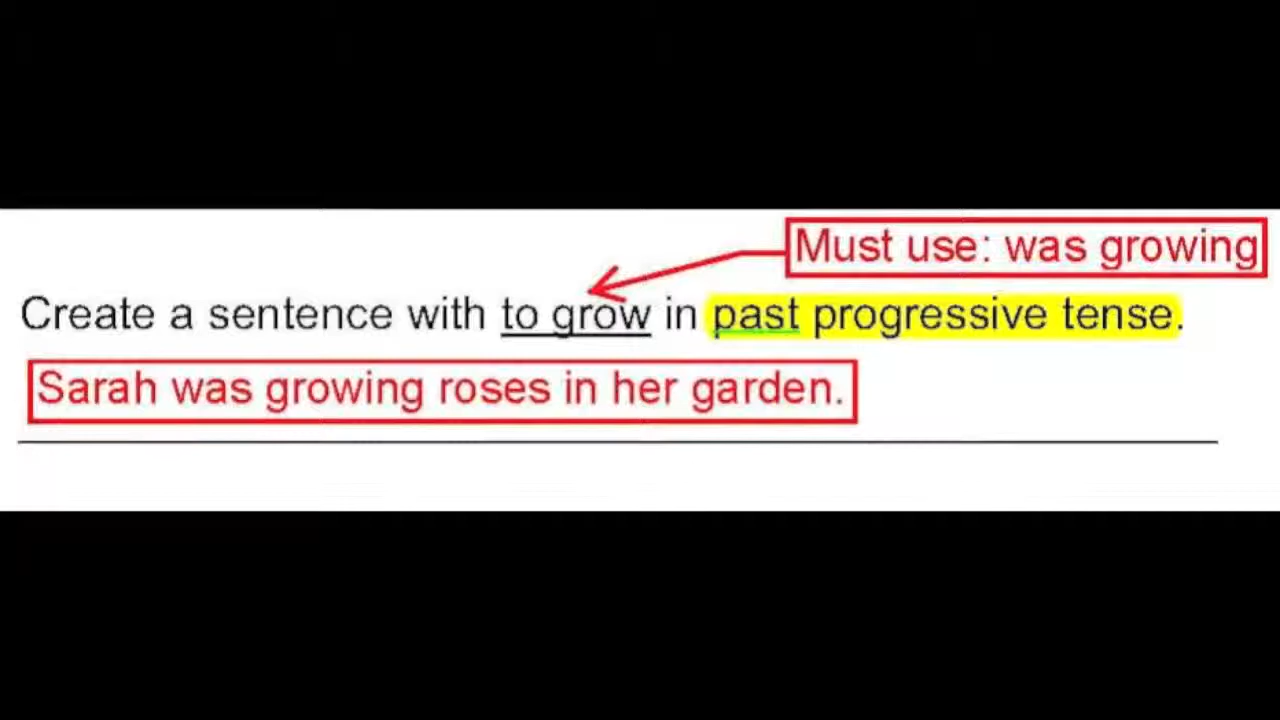 Must use: was growing
Create a sentence with to grow in past progressive tense.
Sarah was growing roses in her garden.